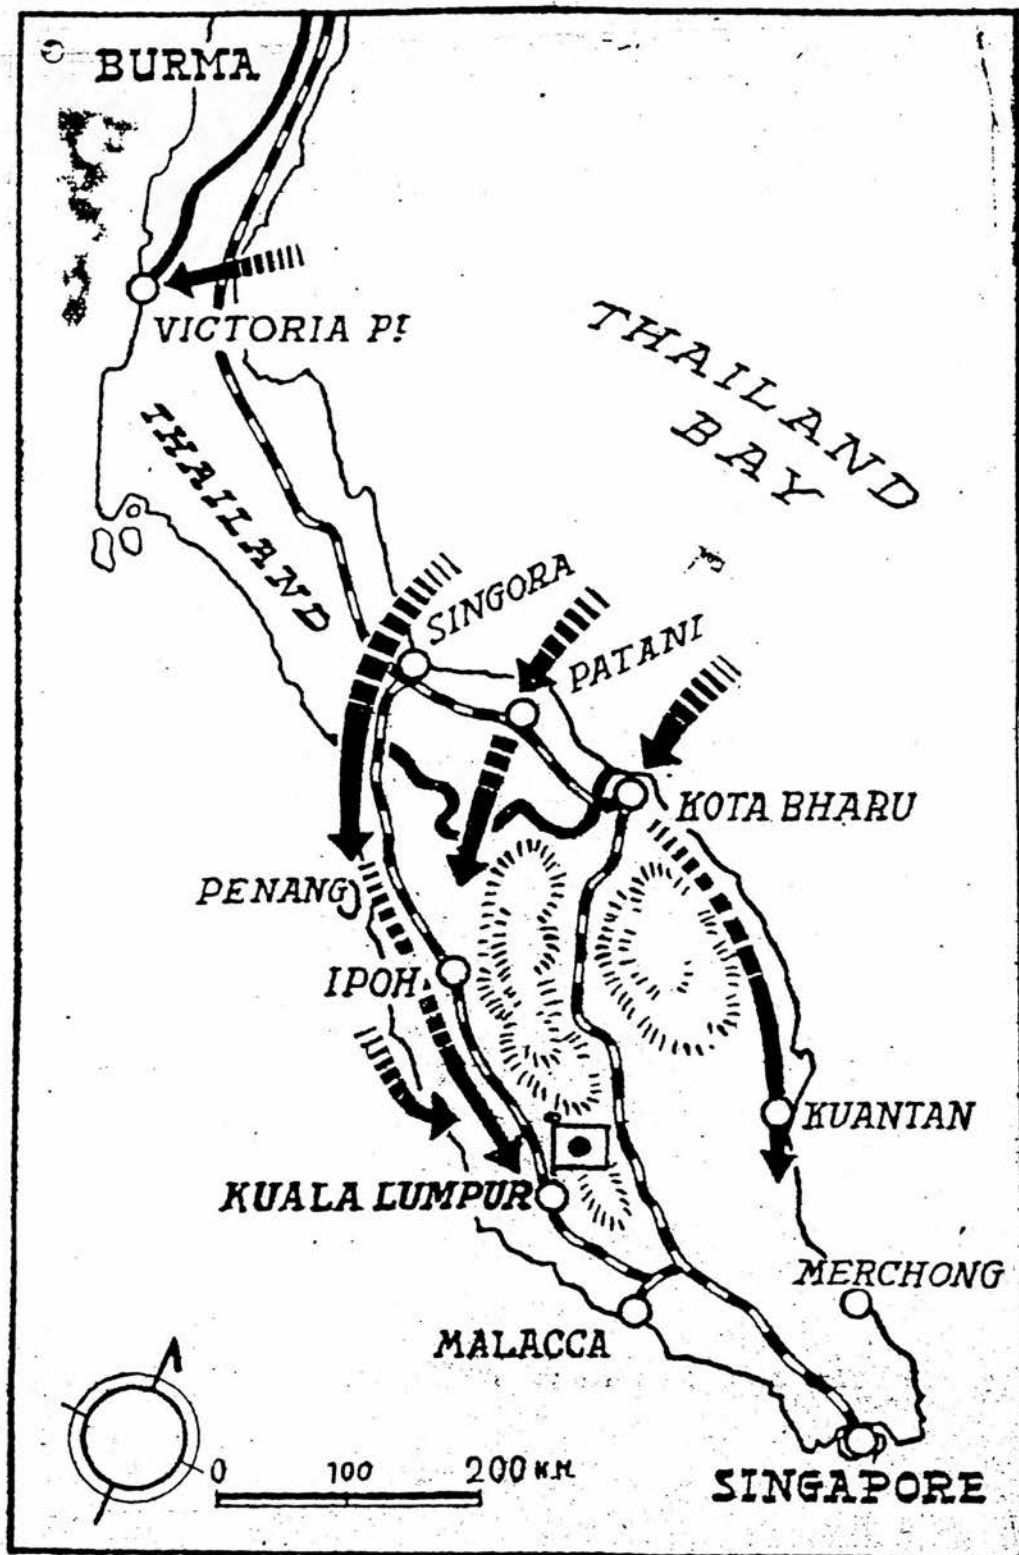 BURMA
VICTORIA Pt.
THAILAND
BAY
THAILAND
SINGORA
PATANI
KOTA BHARU
PENANG
IPOH
KUANTAN
KUALA LUMPUR
MERCHONG
MALACCA
0 100 200 K.M.
SINGAPORE